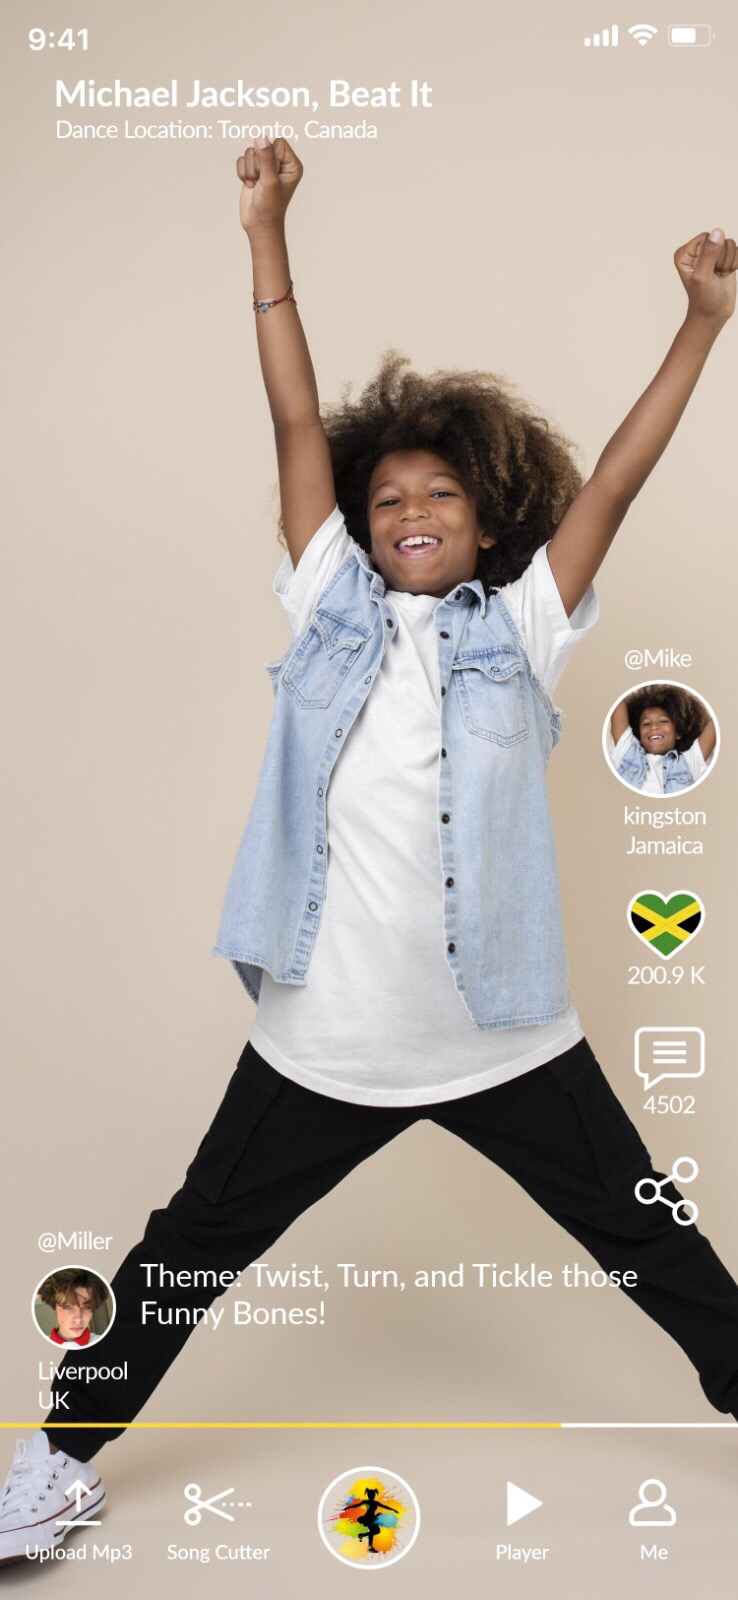 9:41
Michael Jackson, Beat It
Dance Location: Toronto, Canada
@Mike
kingston
Jamaica
200.9 K
4502
@Miller
Theme: Twist, Turn, and Tickle those
Funny Bones!
Liverpool
UK
Upload Mp3
Song Cutter
Player
Me